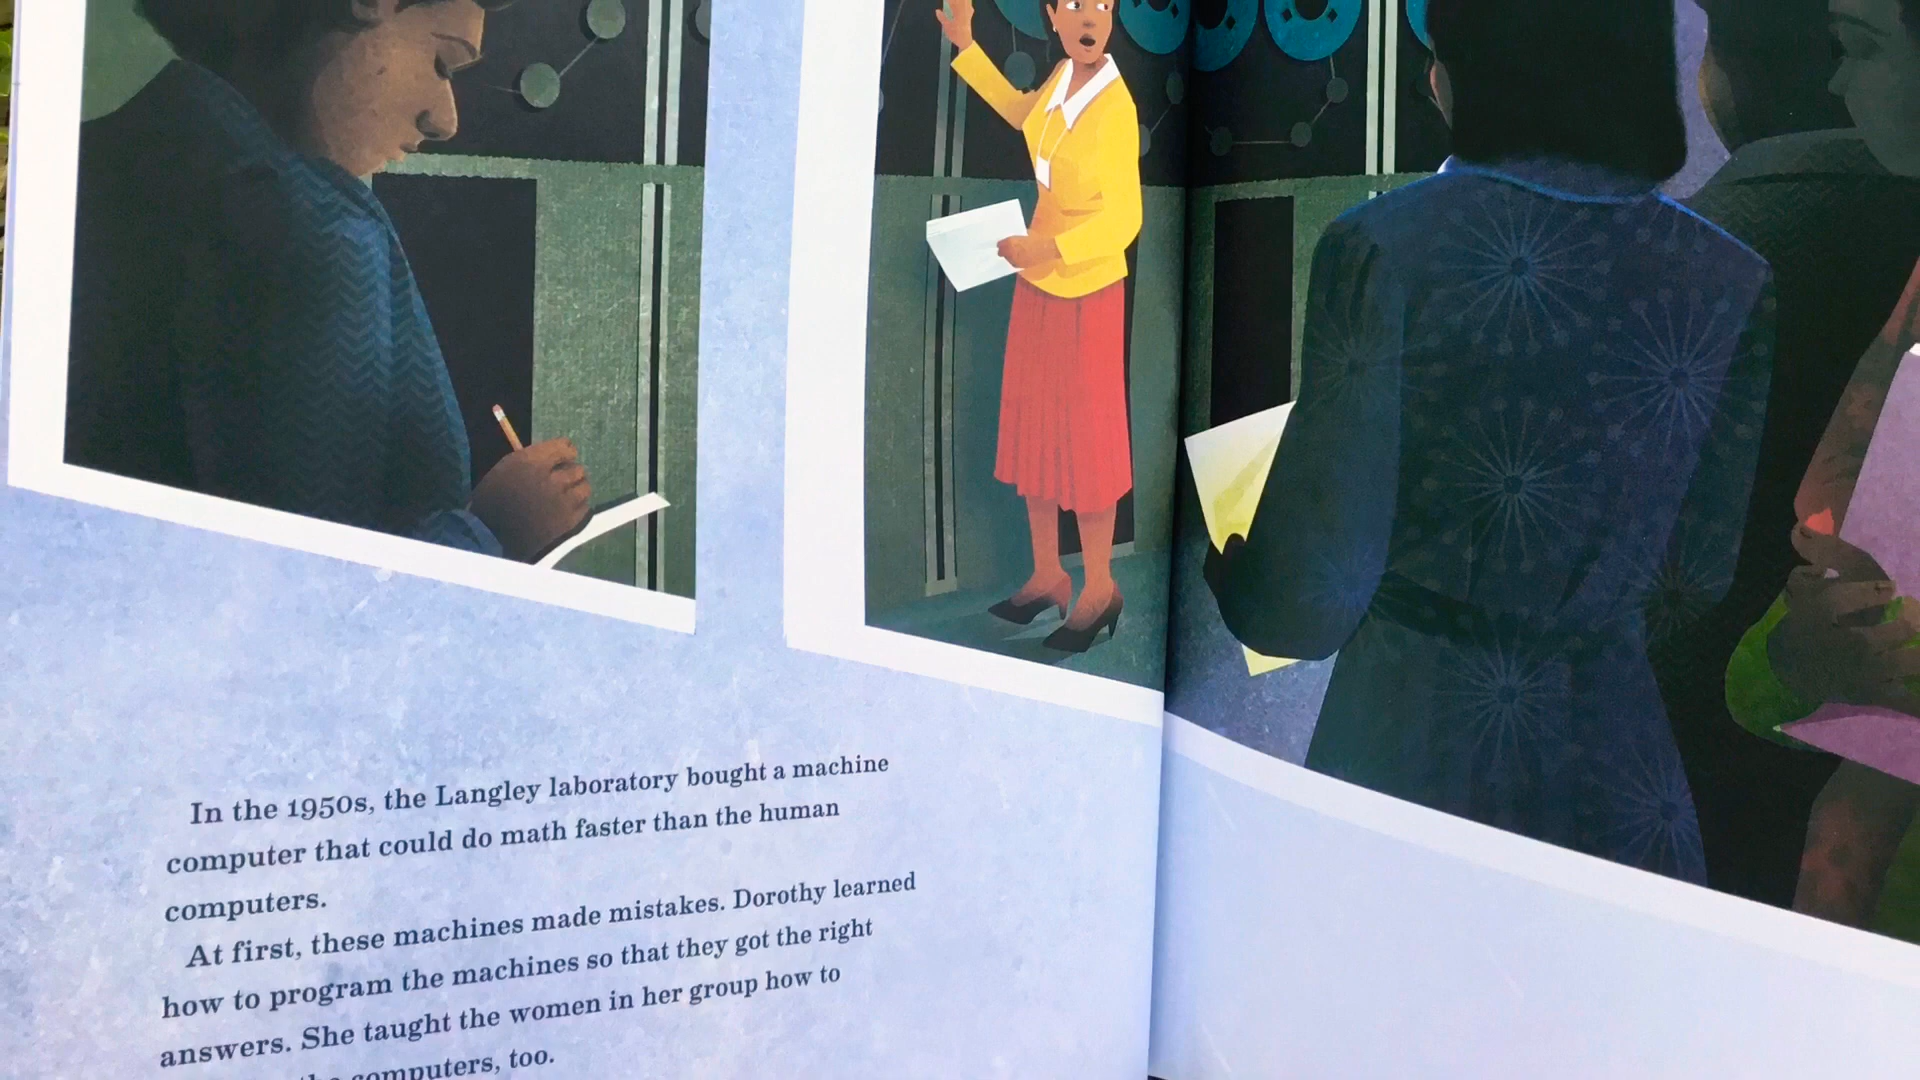 In the 1950s, the Langley laboratory bought a machine
computer that could do math faster than the human
computers.
At first, these machines made mistakes. Dorothy learned
how to program the machines so that they got the right
answers. She taught the women in her group how to
the computers, too.